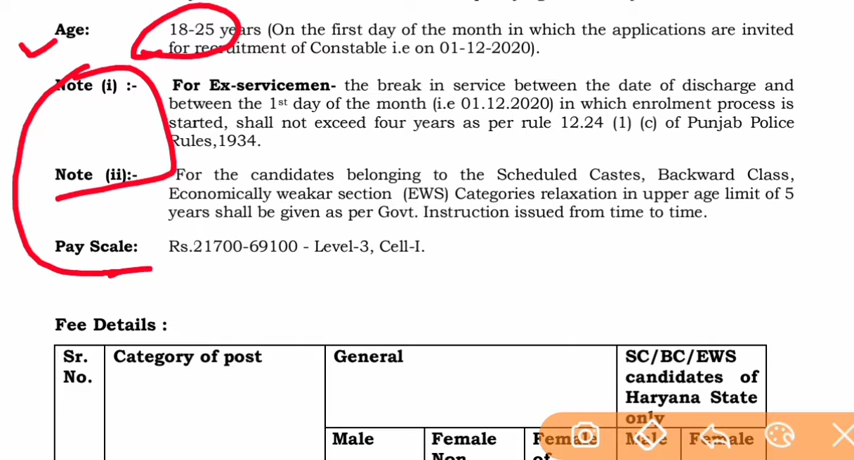 Age: 18-25 years (On the first day of the month in which the applications are invited
for recruitment of Constable i.e on 01-12-2020).
Note (i) :- For Ex-servicemen- the break in service between the date of discharge and
between the 1st day of the month (i.e 01.12.2020) in which enrolment process is
started, shall not exceed four years as per rule 12.24 (1) (c) of Punjab Police
Rules,1934.
Note (ii):- For the candidates belonging to the Scheduled Castes, Backward Class,
Economically weakar section (EWS) Categories relaxation in upper age limit of 5
years shall be given as per Govt. Instruction issued from time to time.
Pay Scale: Rs.21700-69100 - Level-3, Cell-I.
Fee Details :
Sr. Category of post General SC/BC/EWS
No. candidates of
Haryana State
only
Male Female Female Male Female